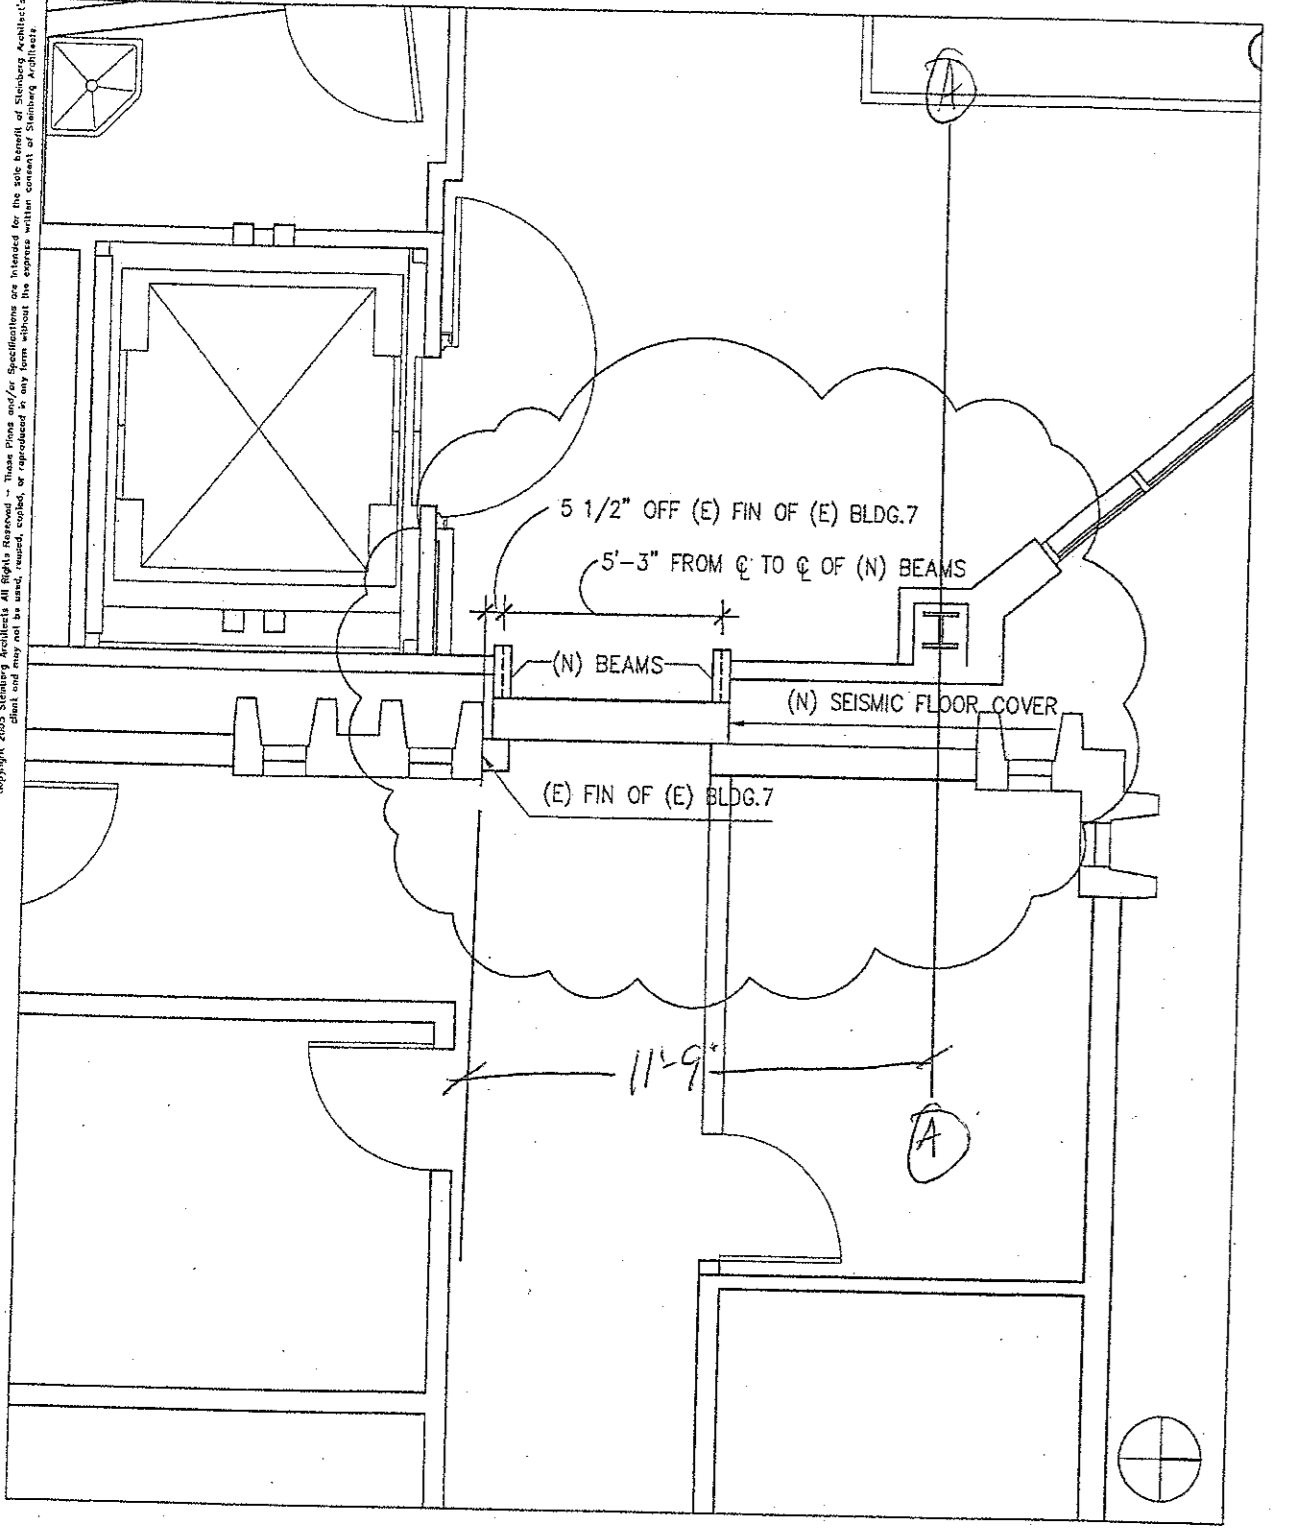 Copyright 2005 Steinberg Architects All Rights Reserved -- These Plans and/or Specifications are intended for the sole benefit of Steinberg Architect's
client and may not be used, reused, copied, or reproduced in any form without the express written consent of Steinberg Architects.
A
5 1/2" OFF (E) FIN OF (E) BLDG.7
5'-3" FROM ℄ TO ℄ OF (N) BEAMS
(N) BEAMS
(N) SEISMIC FLOOR COVER
(E) FIN OF (E) BLDG.7
11'-9"
A